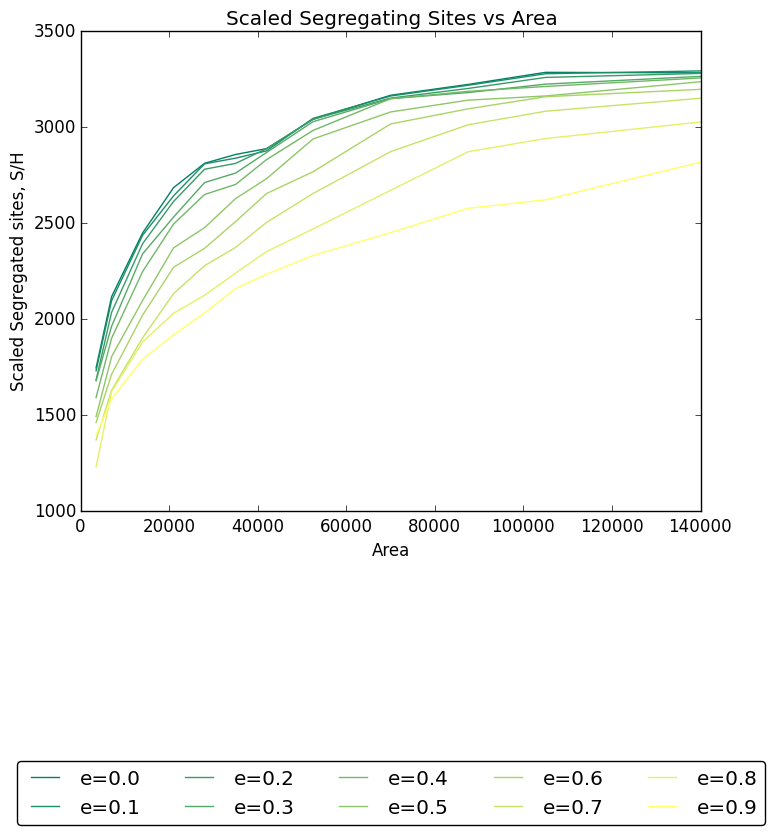 Scaled Segregating Sites vs Area
3500
3000
2500
2000
1500
1000
Scaled Segregated sites, S/H
0 20000 40000 60000 80000 100000 120000 140000
Area
e=0.0 e=0.2 e=0.4 e=0.6 e=0.8
e=0.1 e=0.3 e=0.5 e=0.7 e=0.9